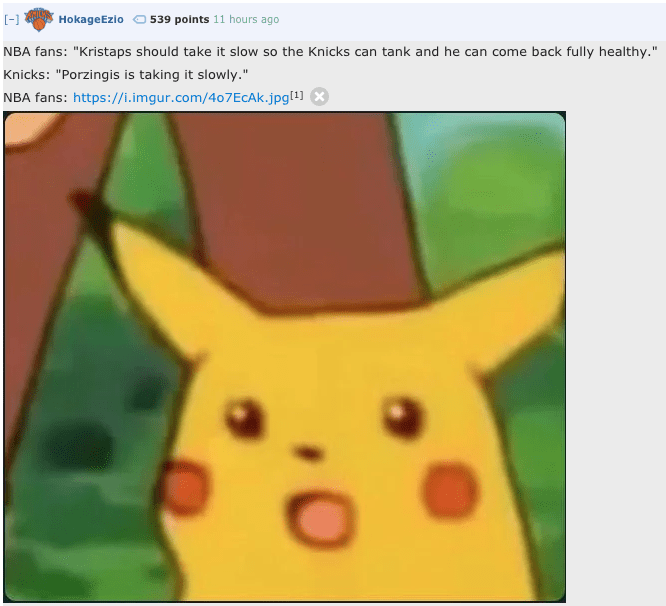 [–] HokageEzio 539 points 11 hours ago
NBA fans: "Kristaps should take it slow so the Knicks can tank and he can come back fully healthy."
Knicks: "Porzingis is taking it slowly."
NBA fans: https://i.imgur.com/4o7EcAk.jpg[1]